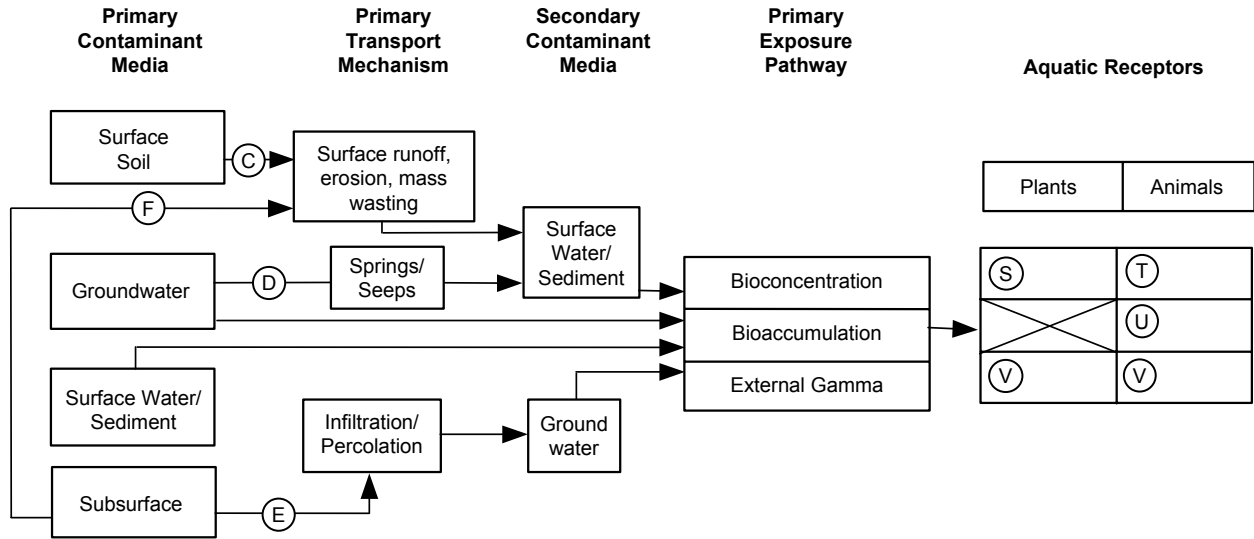 Primary
Contaminant
Media
Primary
Transport
Mechanism
Secondary
Contaminant
Media
Primary
Exposure
Pathway
Aquatic Receptors
Surface
Soil
C
Surface runoff,
erosion, mass
wasting
Plants
Animals
F
Surface
Water/
Sediment
Groundwater
D
Springs/
Seeps
Bioconcentration
S
T
Bioaccumulation
U
External Gamma
V
V
Surface Water/
Sediment
Infiltration/
Percolation
Ground
water
Subsurface
E